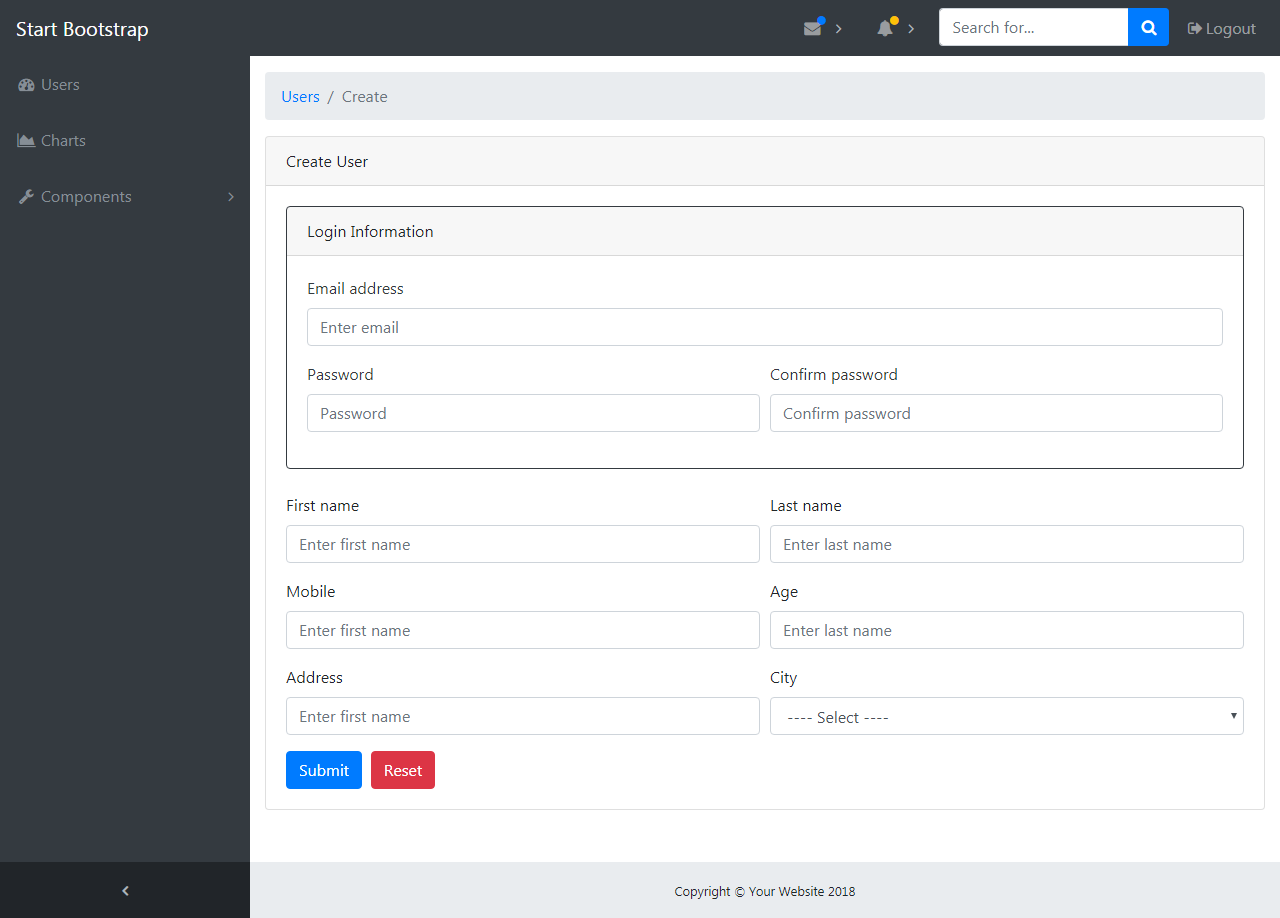 Start Bootstrap
Search for...
Logout
Users
Charts
Components
Users / Create
Create User
Login Information
Email address
Enter email
Password Confirm password
Password Confirm password
First name Last name
Enter first name Enter last name
Mobile Age
Enter first name Enter last name
Address City
Enter first name ---- Select ----
Submit Reset
Copyright © Your Website 2018